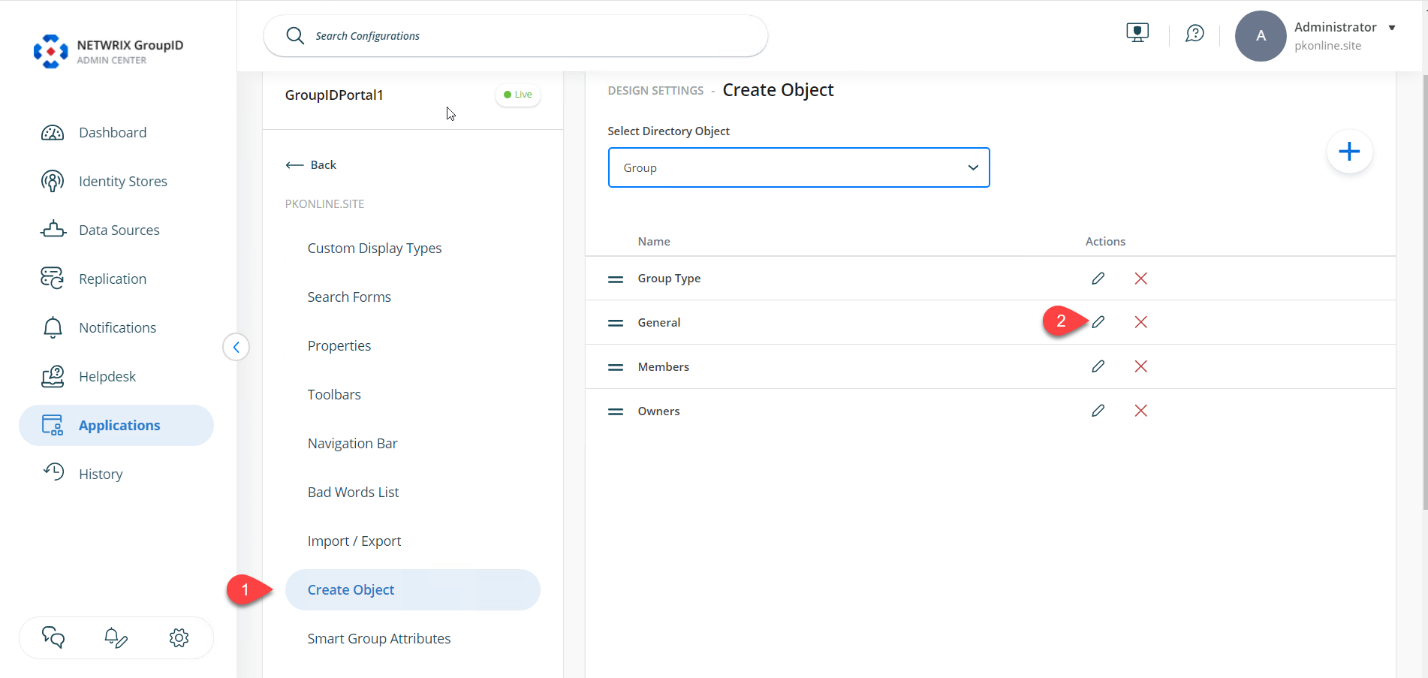 NETWRIX GroupID
ADMIN CENTER
Dashboard
Identity Stores
Data Sources
Replication
Notifications
Helpdesk
Applications
History
Search Configurations
A
Administrator
pkonline.site
GroupIDPortal1
Live
Back
PKONLINE.SITE
Custom Display Types
Search Forms
Properties
Toolbars
Navigation Bar
Bad Words List
Import / Export
1
Create Object
Smart Group Attributes
DESIGN SETTINGS - Create Object
Select Directory Object
Group
Name Actions
Group Type
General 2
Members
Owners